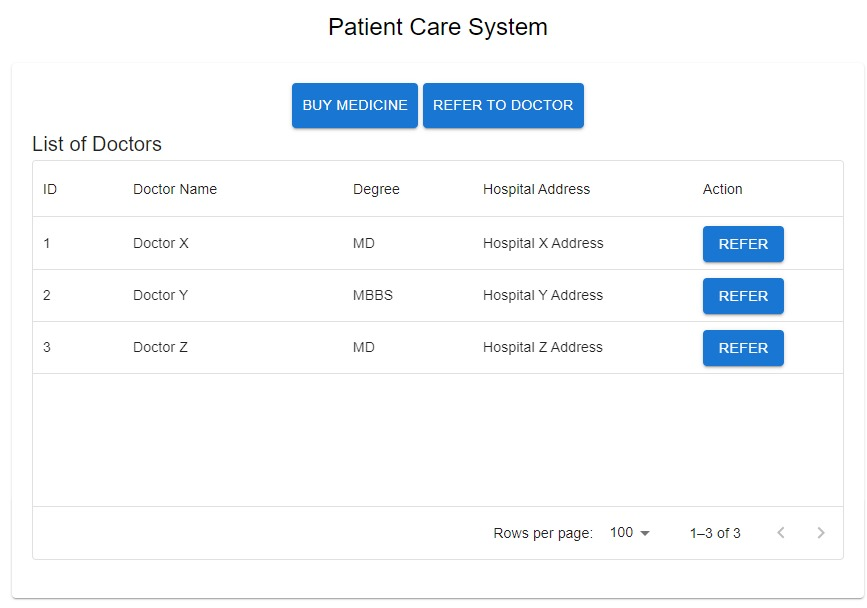 Patient Care System
BUY MEDICINE REFER TO DOCTOR
List of Doctors
ID Doctor Name Degree Hospital Address Action
1 Doctor X MD Hospital X Address REFER
2 Doctor Y MBBS Hospital Y Address REFER
3 Doctor Z MD Hospital Z Address REFER
Rows per page: 100 1–3 of 3